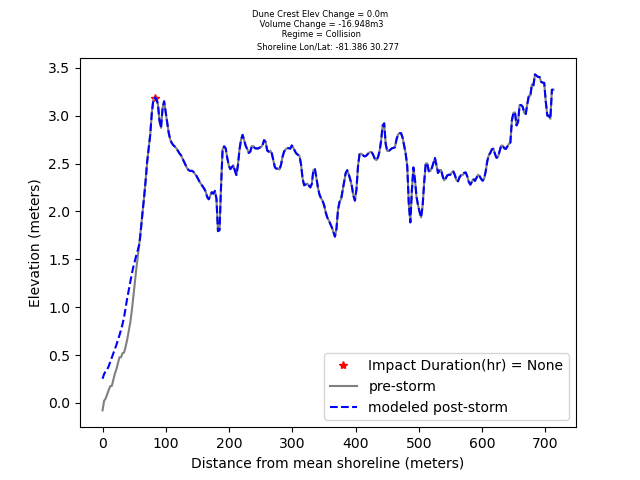 Dune Crest Elev Change = 0.0m
Volume Change = -16.948m3
Regime = Collision
Shoreline Lon/Lat: -81.386 30.277
3.5
3.0
2.5
2.0
1.5
1.0
0.5
0.0
Elevation (meters)
Impact Duration(hr) = None
pre-storm
modeled post-storm
0 100 200 300 400 500 600 700
Distance from mean shoreline (meters)